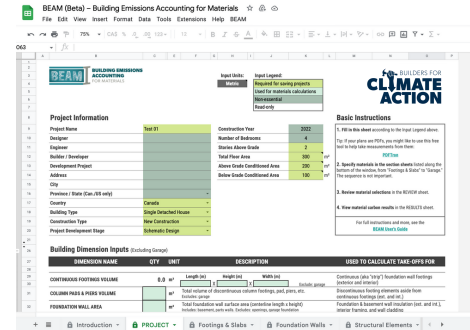 BEAM (Beta) – Building Emissions Accounting for Materials
File Edit View Insert Format Data Tools Extensions Help BEAM
75%
CA$ % .0 .00 123
12
O63
fx
BEAM BUILDING EMISSIONS
ACCOUNTING
FOR MATERIALS
Input Units:
Metric
Input Legend:
Required for saving projects
Used for materials calculations
Non-essential
Read-only
BUILDERS FOR
CLIMATE
ACTION
Project Information
Project Name Test 01
Designer
Engineer
Builder / Developer
Development Project
Address
City
Province / State (Can./US only)
Country Canada
Building Type Single Detached House
Construction Type New Construction
Project Development Stage Schematic Design
Construction Year 2022
Number of Bedrooms 4
Stories Above Grade 2
Total Floor Area 300 m²
Above Grade Conditioned Area 200 m²
Below Grade Conditioned Area 100 m²
Basic Instructions
1. Fill in this sheet according to the Input Legend above.
Tip: If your plans are PDFs, you might like to use this free
tool to help take measurements from them:
PDFTree
2. Specify materials in the section sheets listed along the
bottom of the window, from "Footings & Slabs" to "Garage."
The sequence is not important.
3. Review material selections in the REVIEW sheet.
4. View material carbon results in the RESULTS sheet.
For full instructions and more, see the
BEAM User's Guide
Building Dimension Inputs (Excluding Garage)
DIMENSION NAME QTY UNIT DESCRIPTION USED TO CALCULATE TAKE-OFFS FOR
CONTINUOUS FOOTINGS VOLUME 0.0 m³ Length (m) Height (m) Width (m)
X X Excludes garage
Continuous (aka "strip") foundation wall footings
(exterior and interior)
COLUMN PADS & PIERS VOLUME m³ Total volume of discontinuous column footings, pad, piers, etc.
Excludes: garage
Discontinuous footing elements aside from
continuous footings (ext. and int.)
FOUNDATION WALL AREA m² Total foundation wall surface area (centerline length x height)
Includes: basement, ports walls. Excludes: openings, garage foundation
Foundation & basement wall insulation (ext. and int.),
interior framing, and wall cladding
Introduction PROJECT Footings & Slabs Foundation Walls Structural Elements